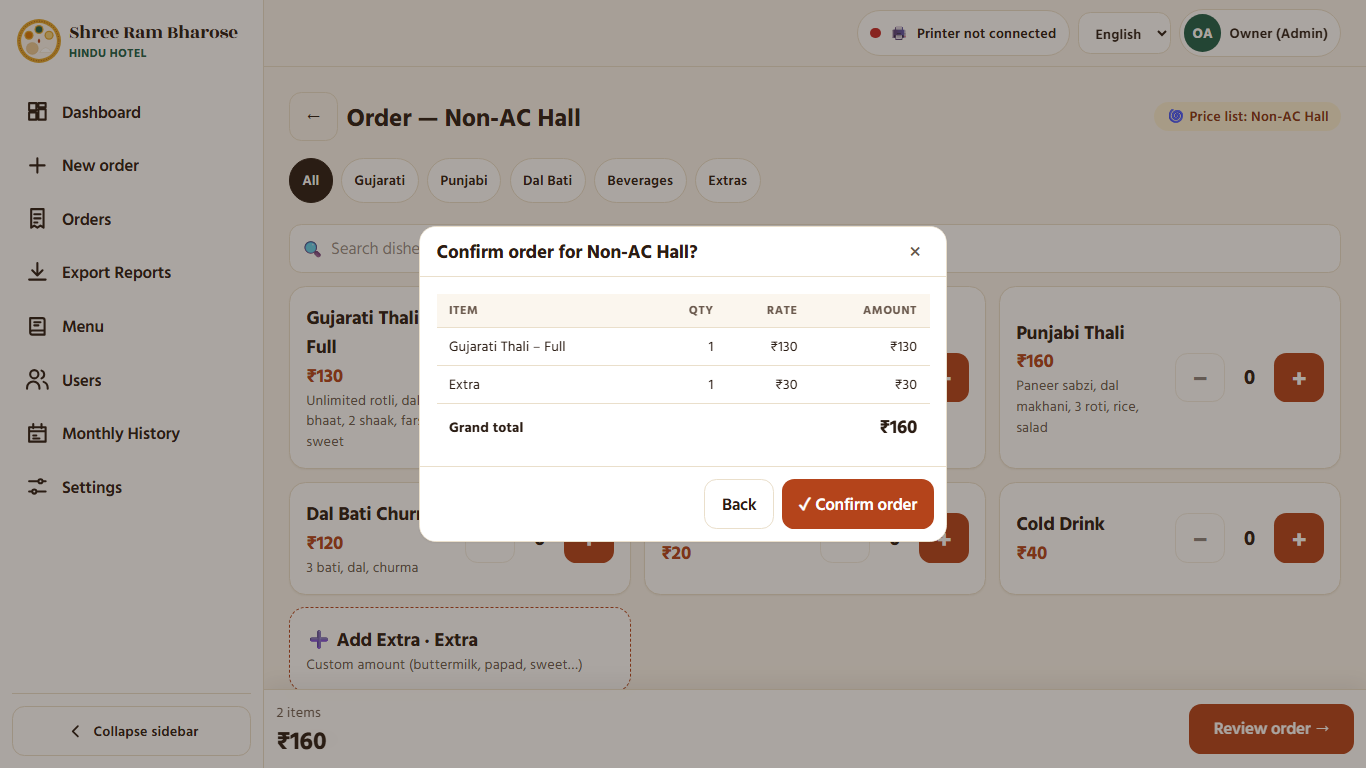 Shree Ram Bharose
HINDU HOTEL
Dashboard
New order
Orders
Export Reports
Menu
Users
Monthly History
Settings
Collapse sidebar
Printer not connected
English
OA
Owner (Admin)
←
Order — Non-AC Hall
Price list: Non-AC Hall
All
Gujarati
Punjabi
Dal Bati
Beverages
Extras
Search dishe
Gujarati Thali
Full
₹130
Unlimited rotli, dal
bhaat, 2 shaak, fars
sweet
Punjabi Thali
₹160
Paneer sabzi, dal
makhani, 3 roti, rice,
salad
− 0 +
Dal Bati Chur
₹120
3 bati, dal, churma
₹20
Cold Drink
₹40
− 0 +
Add Extra · Extra
Custom amount (buttermilk, papad, sweet…)
Confirm order for Non-AC Hall?
×
ITEM QTY RATE AMOUNT
Gujarati Thali – Full 1 ₹130 ₹130
Extra 1 ₹30 ₹30
Grand total ₹160
Back
✓ Confirm order
2 items
₹160
Review order →